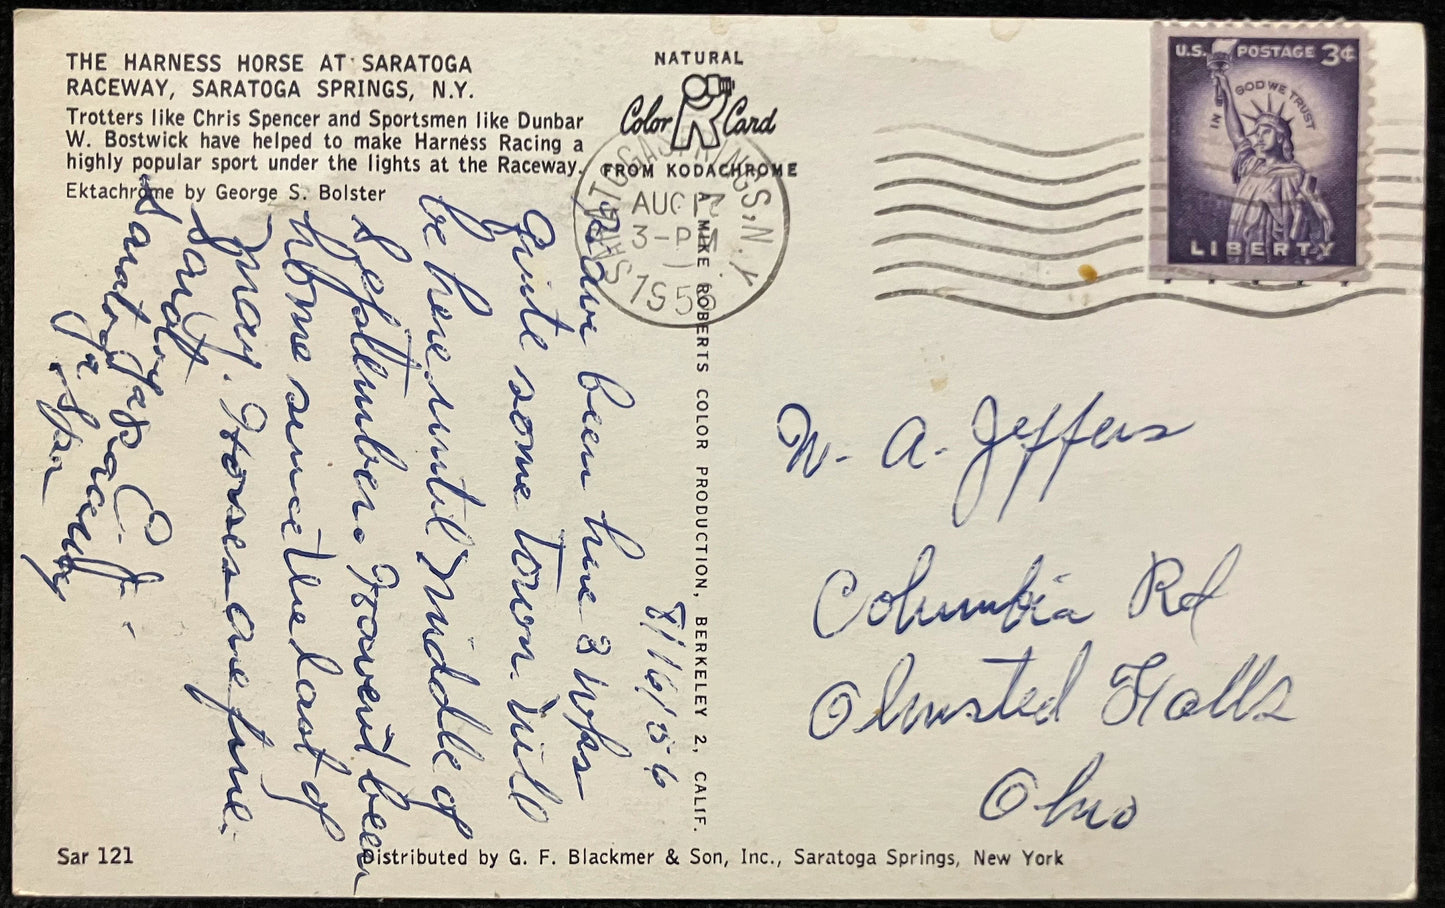 THE HARNESS HORSE AT SARATOGA
RACEWAY, SARATOGA SPRINGS, N.Y.
Trotters like Chris Spencer and Sportsmen like Dunbar
W. Bostwick have helped to make Harness Racing a
highly popular sport under the lights at the Raceway.
Ektachrome by George S. Bolster
NATURAL
Color Card
FROM KODACHROME
SARATOGA SPRINGS, N.Y.
AUG
3-PM
195
U.S. POSTAGE 3¢
IN GOD WE TRUST
LIBERTY
A MIKE ROBERTS COLOR PRODUCTION, BERKELEY 2, CALIF.
8/16/56
Have been here 3 wks
Quite some town. Will
be here until middle of
September. Haven't been
home since the last of
may. Horses are fine.
E. J.
Saratoga Spa
W. A. Jeffers
Columbia Rd
Olmsted Falls
Ohio
Sar 121
Distributed by G. F. Blackmer & Son, Inc., Saratoga Springs, New York